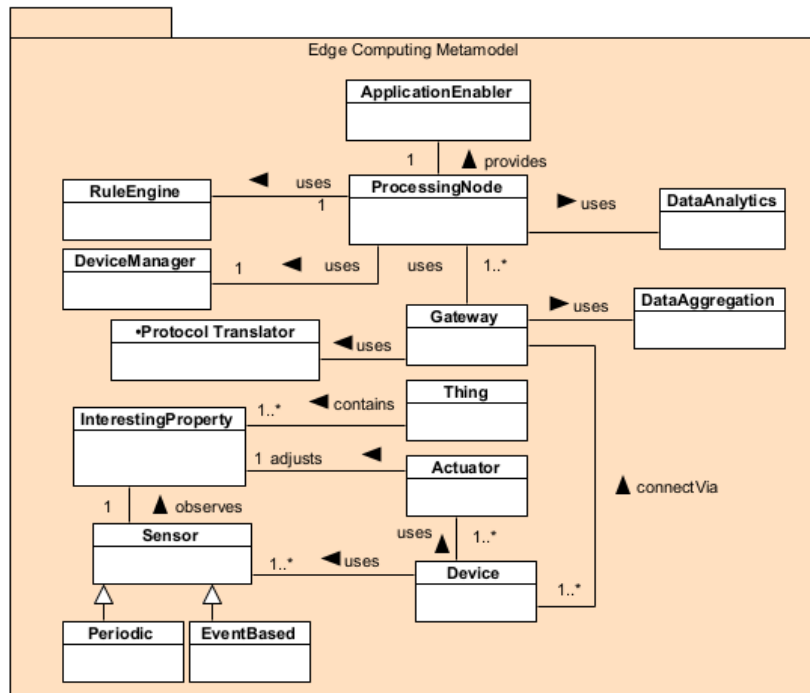 Edge Computing Metamodel
ApplicationEnabler
1
provides
RuleEngine
uses
1
ProcessingNode
uses
DataAnalytics
DeviceManager
1
uses
uses
1..*
•Protocol Translator
uses
Gateway
uses
DataAggregation
InterestingProperty
1..*
contains
Thing
1 adjusts
Actuator
connectVia
1
observes
Sensor
uses
1..*
1..*
uses
Device
1..*
Periodic
EventBased